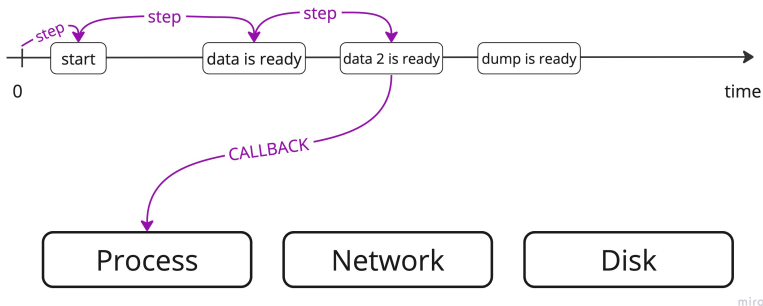 step
step
step
start
data is ready
data 2 is ready
dump is ready
0
time
CALLBACK
Process
Network
Disk
miro